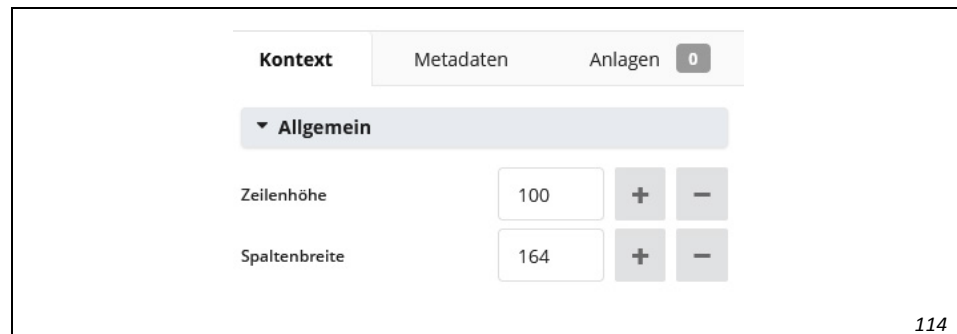 Kontext Metadaten Anlagen 0
Allgemein
Zeilenhöhe 100 + −
Spaltenbreite 164 + −
114